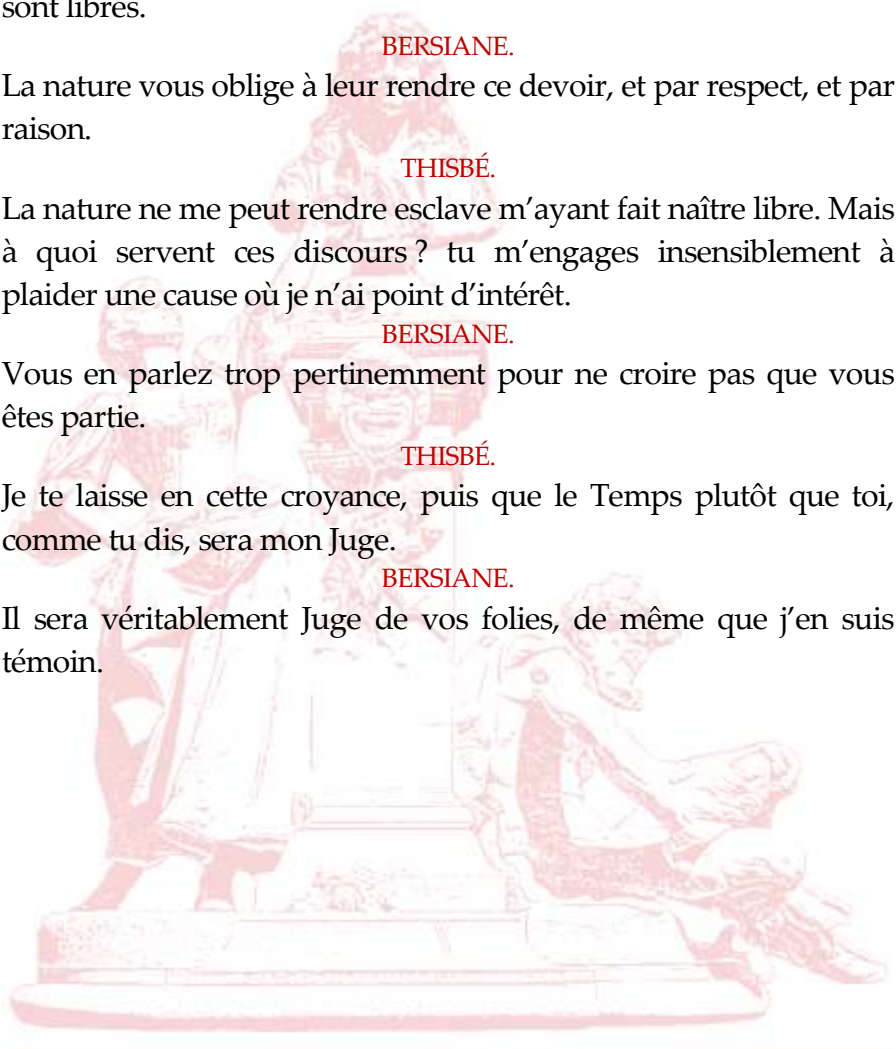 sont libres.
BERSIANE.
La nature vous oblige à leur rendre ce devoir, et par respect, et par
raison.
THISBÉ.
La nature ne me peut rendre esclave m’ayant fait naître libre. Mais
à quoi servent ces discours ? tu m’engages insensiblement à
plaider une cause où je n’ai point d’intérêt.
BERSIANE.
Vous en parlez trop pertinemment pour ne croire pas que vous
êtes partie.
THISBÉ.
Je te laisse en cette croyance, puis que le Temps plutôt que toi,
comme tu dis, sera mon Juge.
BERSIANE.
Il sera véritablement Juge de vos folies, de même que j’en suis
témoin.